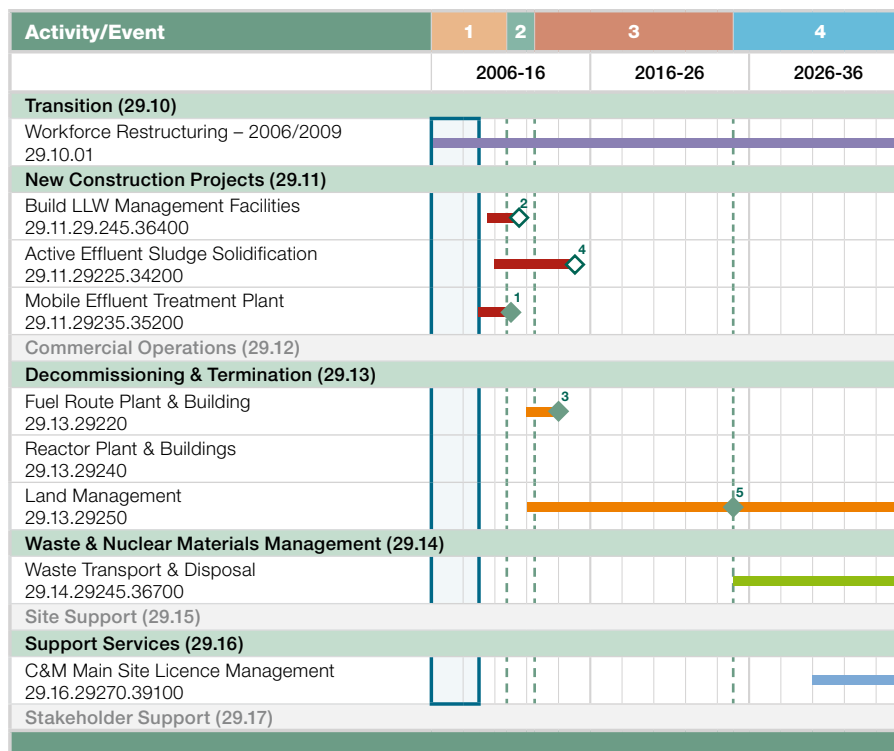 Activity/Event 1 2 3 4
2006-16 2016-26 2026-36
Transition (29.10)
Workforce Restructuring – 2006/2009
29.10.01
New Construction Projects (29.11)
Build LLW Management Facilities
29.11.29.245.36400
2
Active Effluent Sludge Solidification
29.11.29225.34200
4
Mobile Effluent Treatment Plant
29.11.29235.35200
1
Commercial Operations (29.12)
Decommissioning & Termination (29.13)
Fuel Route Plant & Building
29.13.29220
3
Reactor Plant & Buildings
29.13.29240
Land Management
29.13.29250
5
Waste & Nuclear Materials Management (29.14)
Waste Transport & Disposal
29.14.29245.36700
Site Support (29.15)
Support Services (29.16)
C&M Main Site Licence Management
29.16.29270.39100
Stakeholder Support (29.17)